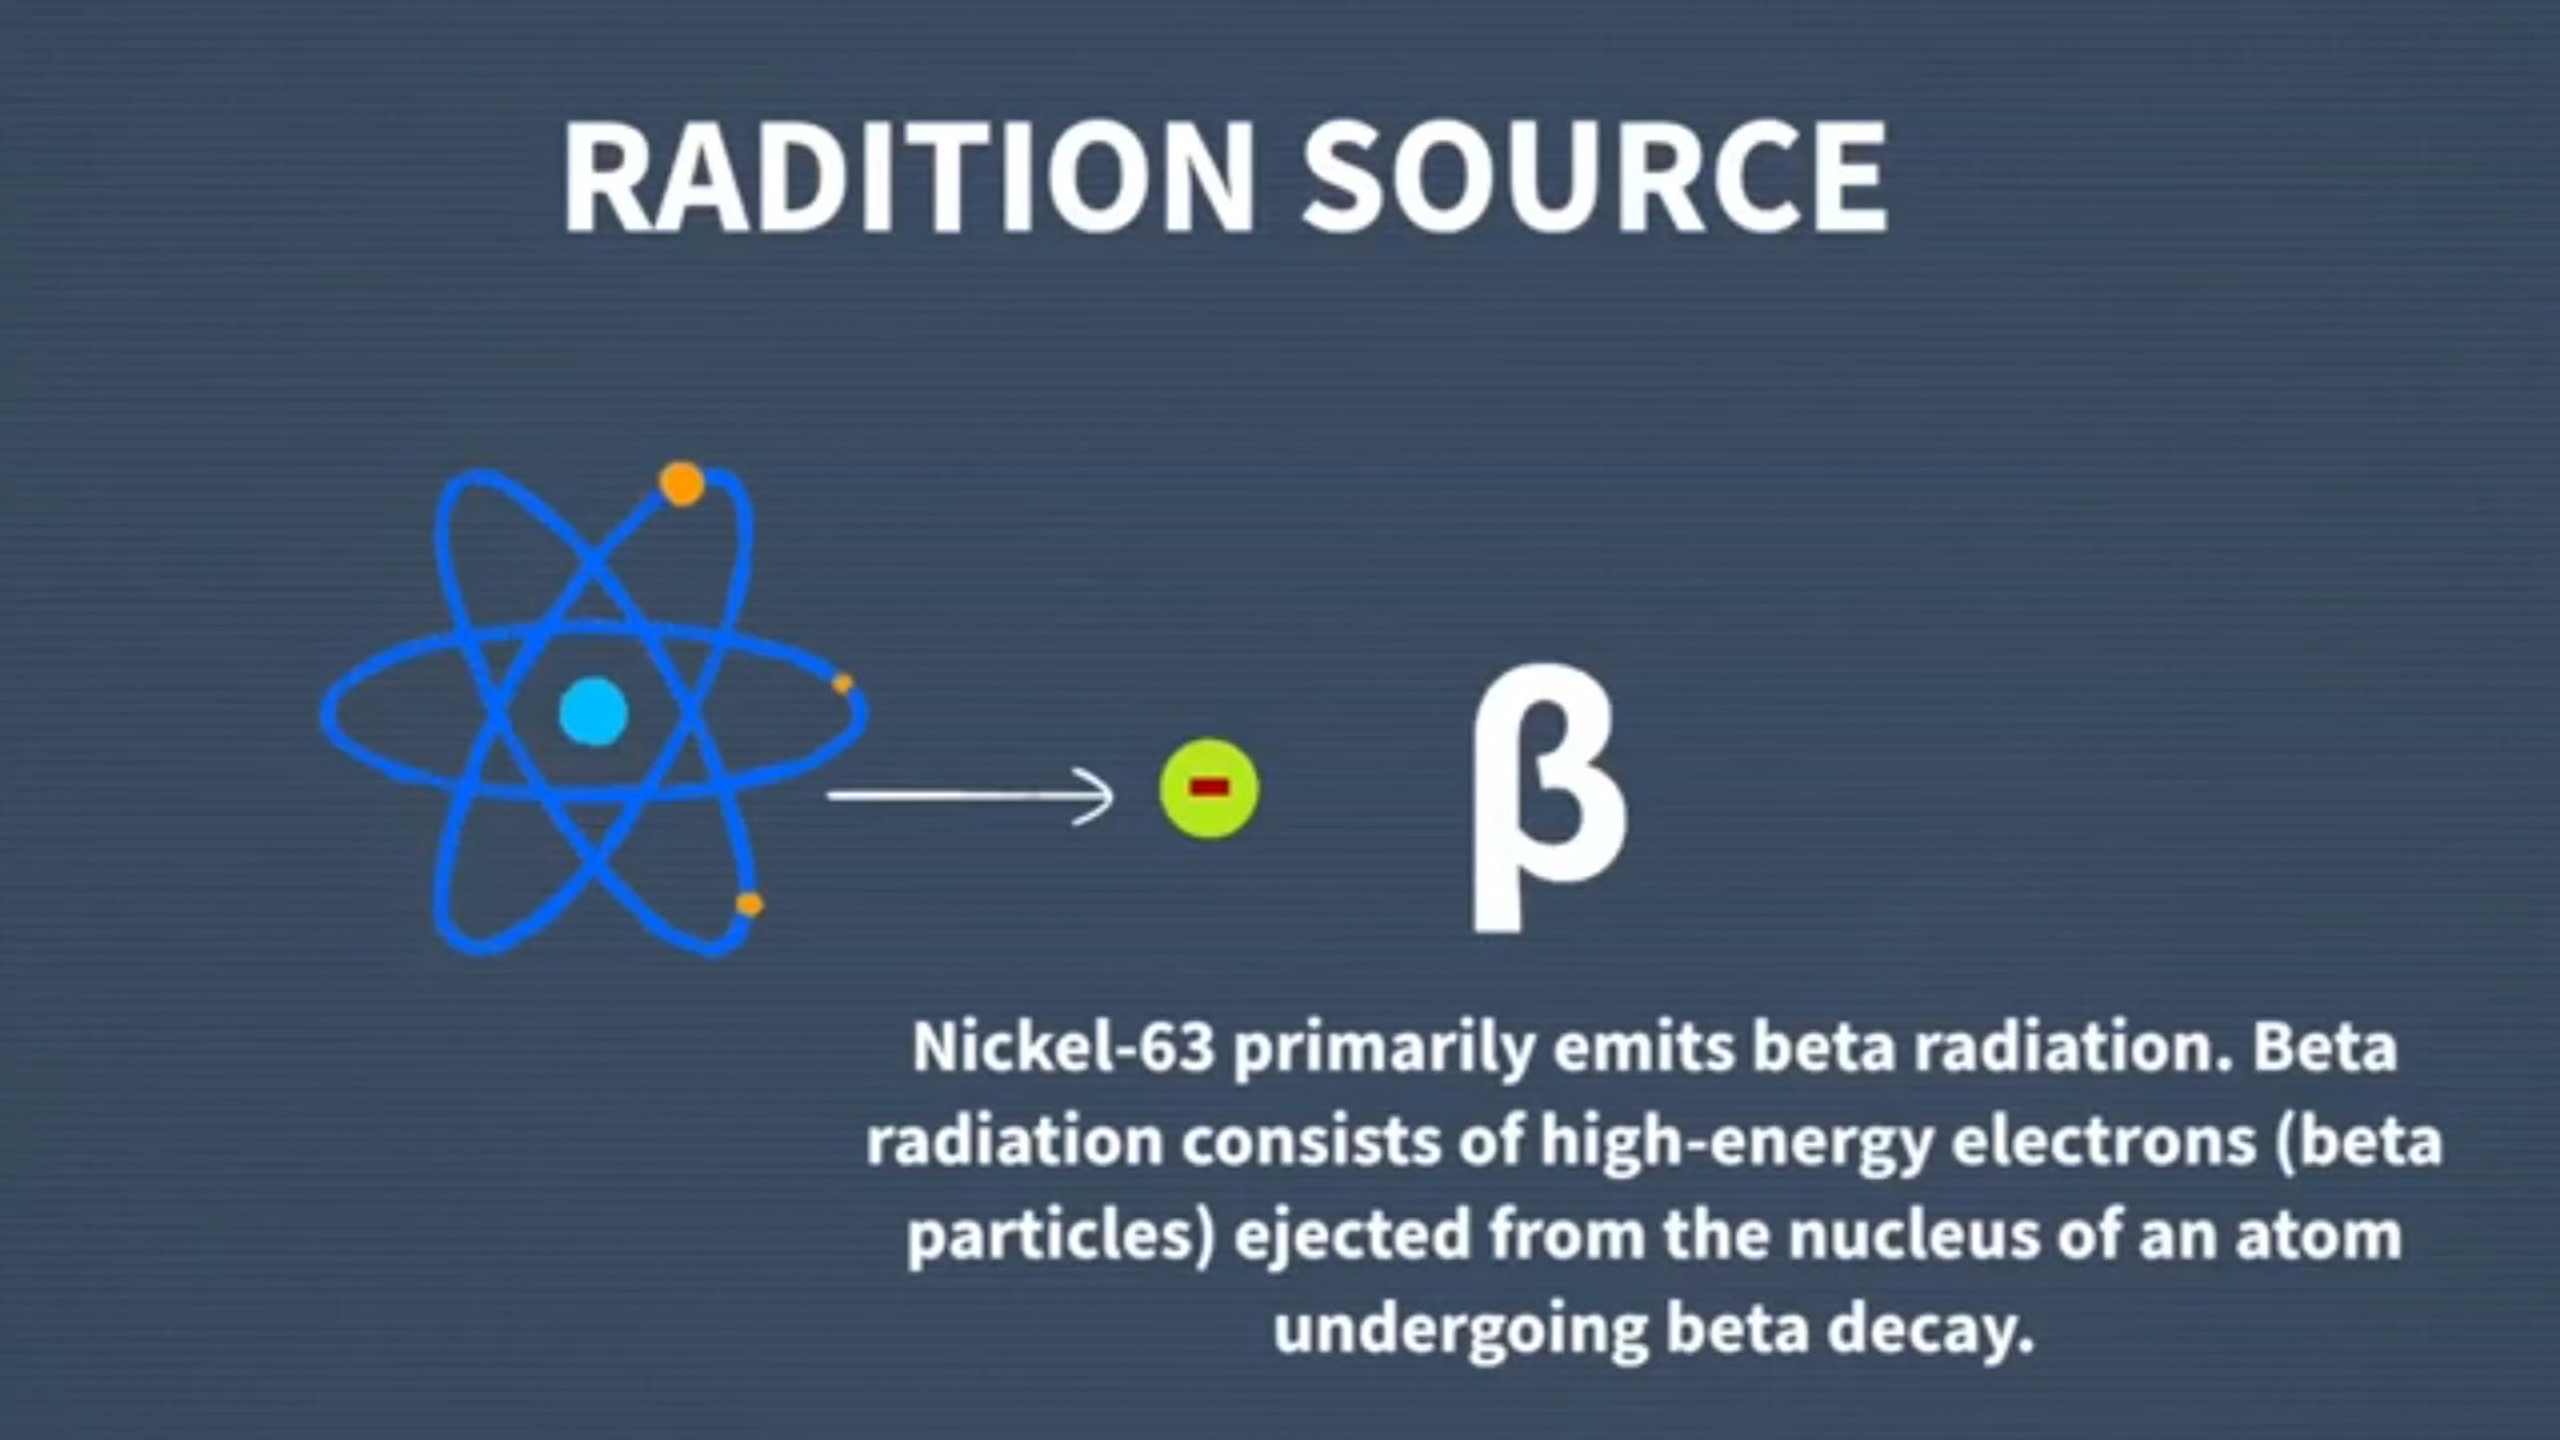 RADITION SOURCE
β
Nickel-63 primarily emits beta radiation. Beta
radiation consists of high-energy electrons (beta
particles) ejected from the nucleus of an atom
undergoing beta decay.